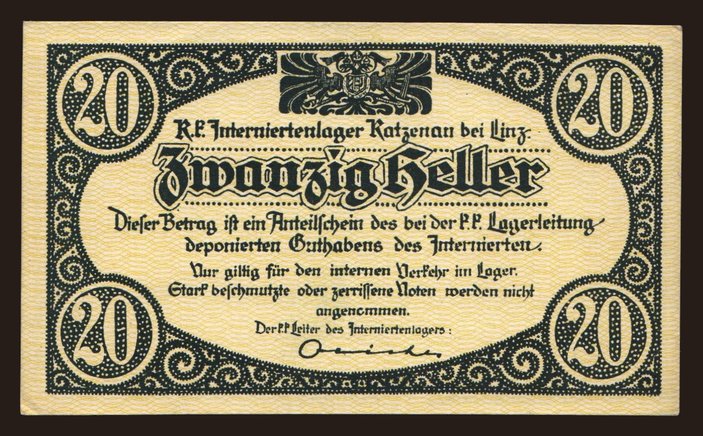 20 20
K.k. Interniertenlager Katzenau bei Linz.
Zwanzig Heller
Dieser Betrag ist ein Anteilschein des bei der k.k. Lagerleitung
deponierten Guthabens des Internierten.
Nur giltig für den internen Verkehr im Lager.
Stark beschmutzte oder zerrissene Noten werden nicht
angenommen.
Der k.k. Leiter des Interniertenlagers:
20 20